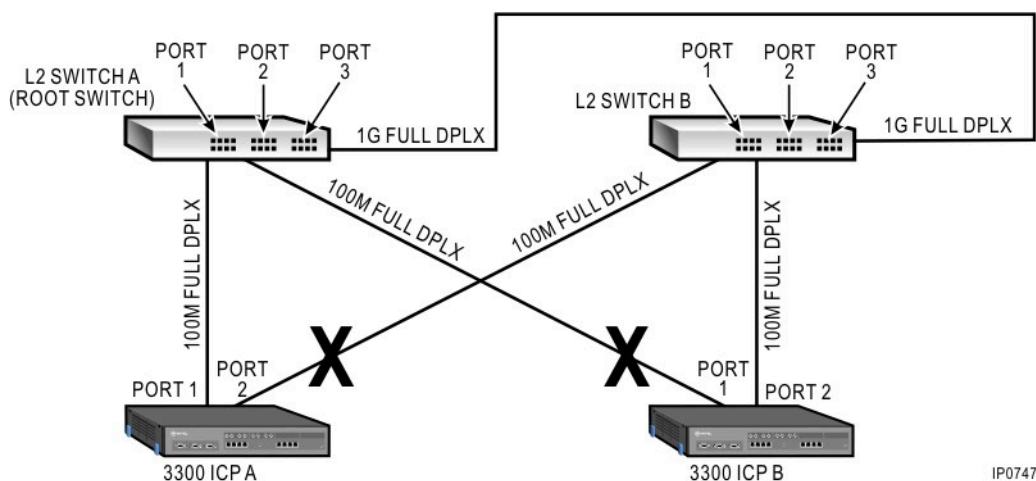 PORT
1
PORT
2
PORT
3
L2 SWITCH A
(ROOT SWITCH)
1G FULL DPLX
PORT
1
PORT
2
PORT
3
L2 SWITCH B
1G FULL DPLX
100M FULL DPLX
100M FULL DPLX
100M FULL DPLX
100M FULL DPLX
X
X
PORT 1
PORT
2
PORT
1
PORT 2
3300 ICP A
3300 ICP B
IP0747